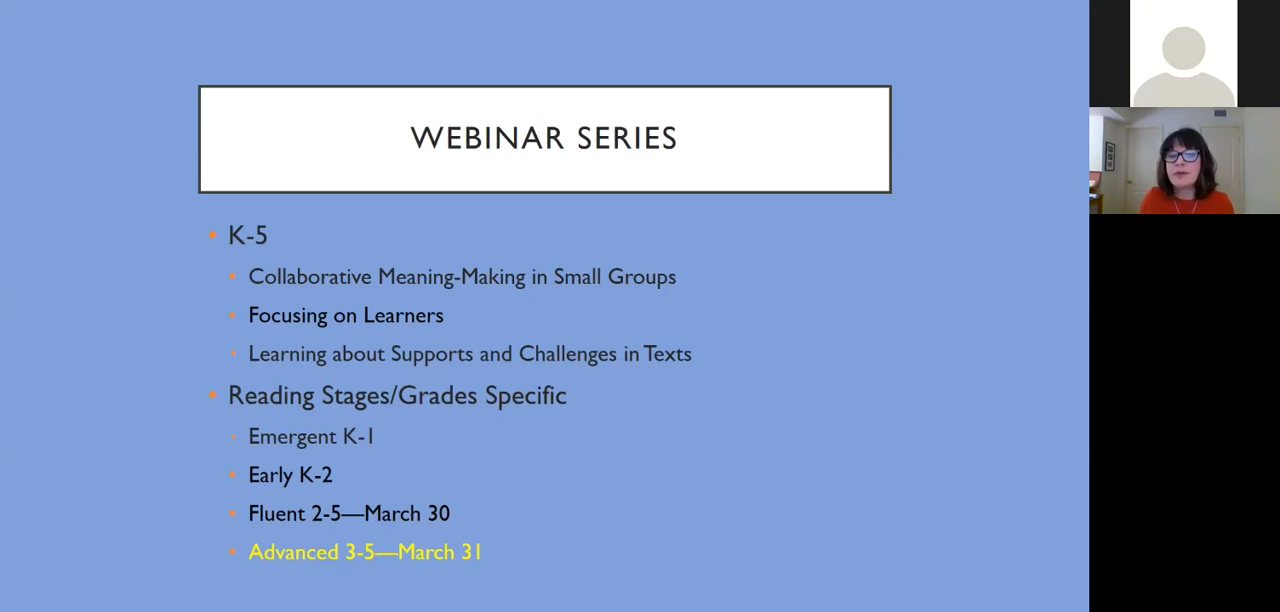 WEBINAR SERIES
K-5
Collaborative Meaning-Making in Small Groups
Focusing on Learners
Learning about Supports and Challenges in Texts
Reading Stages/Grades Specific
Emergent K-1
Early K-2
Fluent 2-5—March 30
Advanced 3-5—March 31